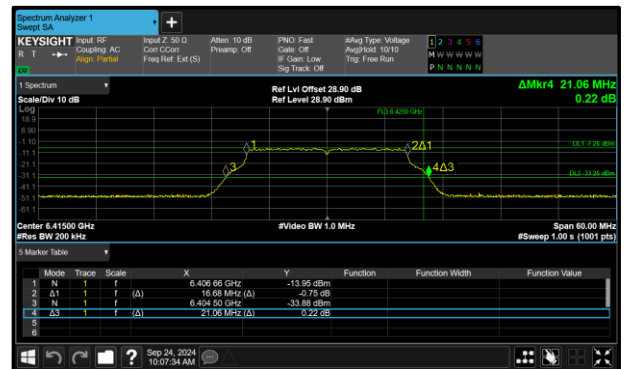 Spectrum Analyzer 1
Swept SA
+
KEYSIGHT Input: RF Input Z: 50 Ω Atten: 10 dB PNO: Fast #Avg Type: Voltage 1 2 3 4 5 6
R T Coupling: AC Corr CCorr Preamp: Off Gate: Off Avg|Hold: 10/10 M W W W W W
Align: Partial Freq Ref: Ext (S) IF Gain: Low Trig: Free Run
Sig Track: Off P N N N N N
1 Spectrum Ref Lvl Offset 28.90 dB ΔMkr4 21.06 MHz
Scale/Div 10 dB Ref Level 28.90 dBm 0.22 dB
Log
18.9
8.90
-1.10
-11.1
-21.1
-31.1
-41.1
-51.1
-61.1
1
2Δ1
3
4Δ3
DL1 -7.26 dBm
DL2 -33.26 dBm
Center 6.41500 GHz #Video BW 1.0 MHz Span 60.00 MHz
#Res BW 200 kHz #Sweep 1.00 s (1001 pts)
5 Marker Table
Mode Trace Scale X Y Function Function Width Function Value
1 N 1 f 6.406 66 GHz -13.95 dBm
2 Δ1 1 f (Δ) 16.68 MHz (Δ) -0.75 dB
3 N 1 f 6.404 50 GHz -33.88 dBm
4 Δ3 1 f (Δ) 21.06 MHz (Δ) 0.22 dB
5
6
? Sep 24, 2024
10:07:34 AM